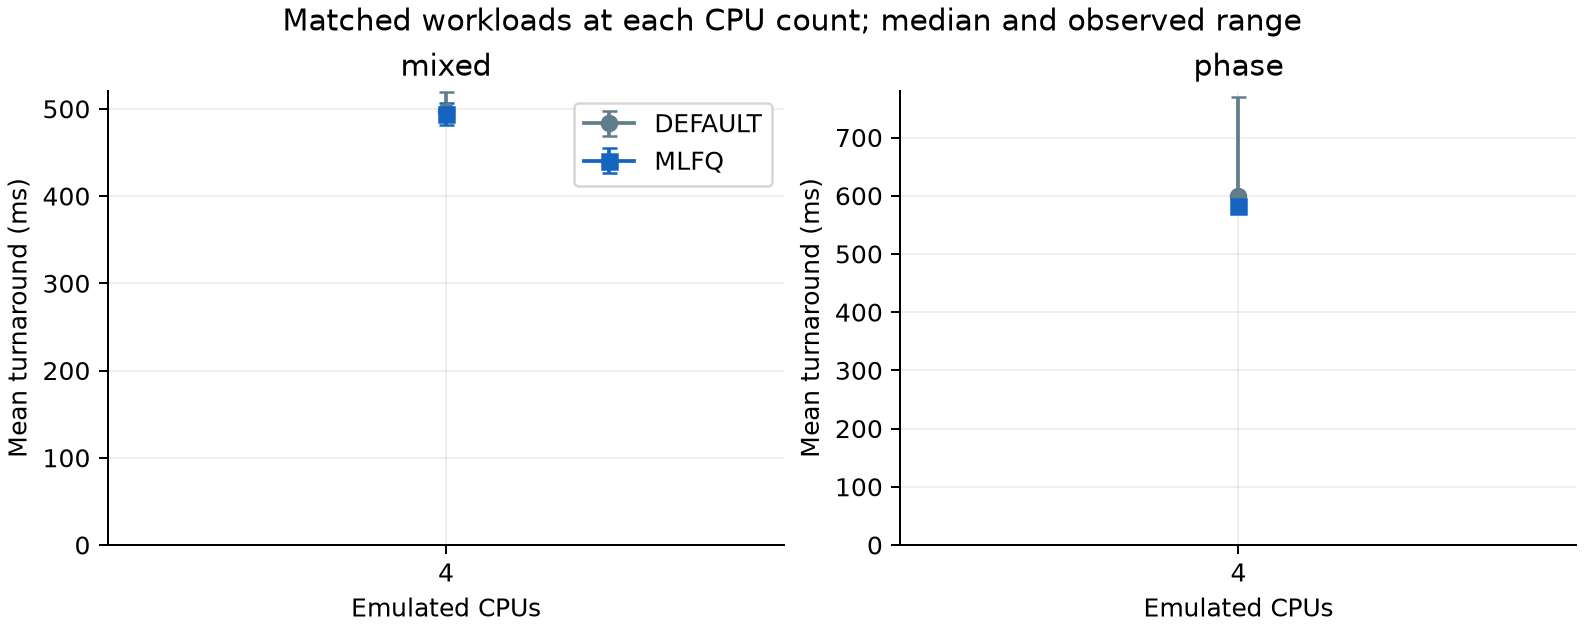 Matched workloads at each CPU count; median and observed range
mixed
Mean turnaround (ms)
500
400
300
200
100
0
4
Emulated CPUs
DEFAULT
MLFQ
phase
Mean turnaround (ms)
700
600
500
400
300
200
100
0
4
Emulated CPUs